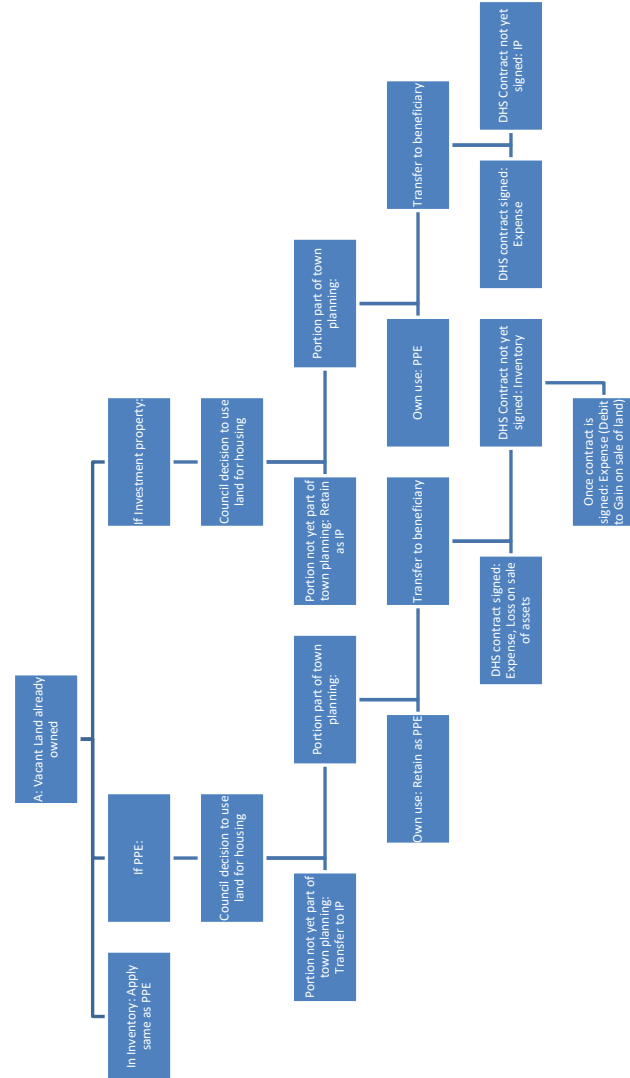 A: Vacant Land already
owned
In Inventory: Apply
same as PPE
If PPE:
If Investment property:
Council decision to use
land for housing
Council decision to use
land for housing
Portion not yet part of
town planning:
Transfer to IP
Portion part of town
planning:
Portion not yet part of
town planning: Retain
as IP
Portion part of town
planning:
Own use: Retain as PPE
Transfer to beneficiary
Own use: PPE
Transfer to beneficiary
DHS contract signed:
Expense, Loss on sale
of assets
DHS Contract not yet
signed: Inventory
DHS contract signed:
Expense
DHS Contract not yet
signed: IP
Once contract is
signed: Expense (Debit
to Gain on sale of land)